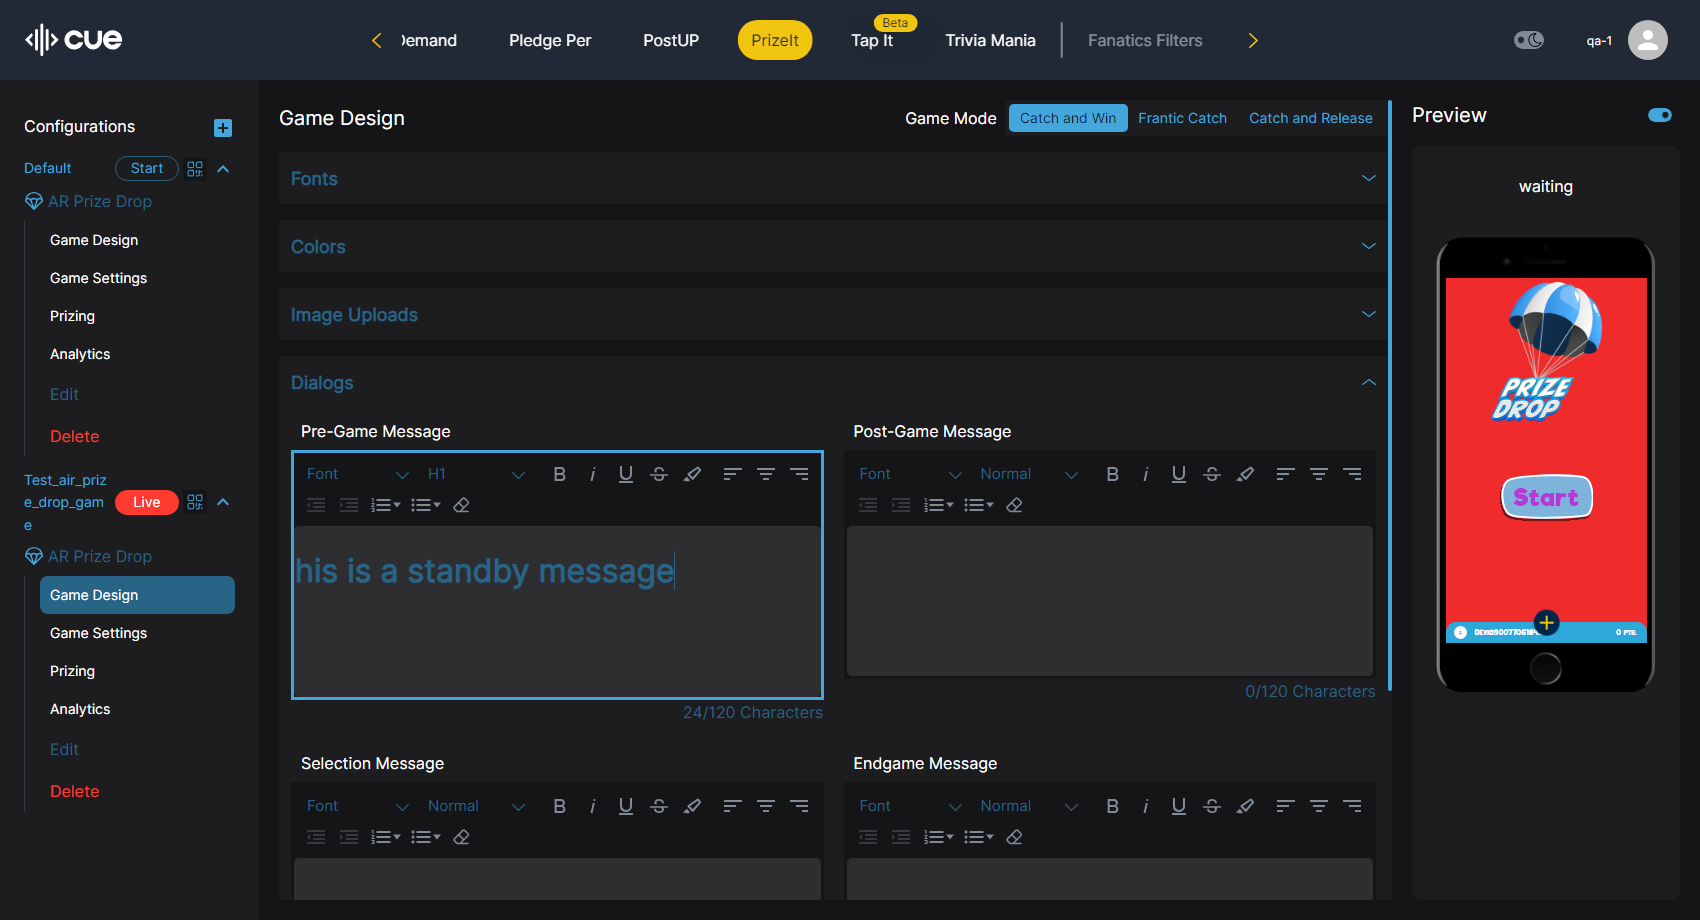 cue
Demand
Pledge Per
PostUP
PrizeIt
Beta
Tap It
Trivia Mania
Fanatics Filters
qa-1
Configurations
Default
Start
AR Prize Drop
Game Design
Game Settings
Prizing
Analytics
Edit
Delete
Test_air_priz
e_drop_gam
e
Live
AR Prize Drop
Game Design
Game Settings
Prizing
Analytics
Edit
Delete
Game Design
Game Mode
Catch and Win
Frantic Catch
Catch and Release
Fonts
Colors
Image Uploads
Dialogs
Pre-Game Message
Font
H1
his is a standby message
24/120 Characters
Post-Game Message
Font
Normal
0/120 Characters
Selection Message
Font
Normal
Endgame Message
Font
Normal
Preview
waiting
PRIZE
DROP
Start
0 PTS.